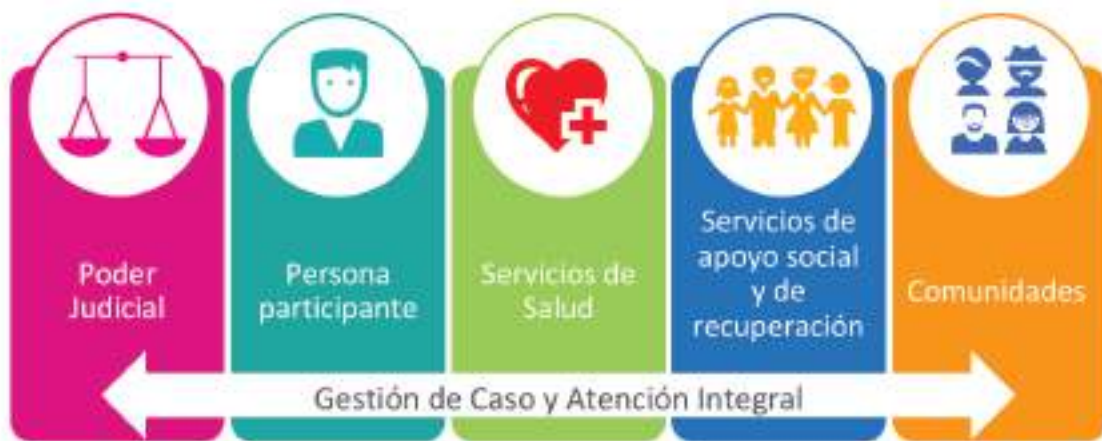 Poder
Judicial
Persona
participante
Servicios de
Salud
Servicios de
apoyo social
y de
recuperación
Comunidades
Gestión de Caso y Atención Integral